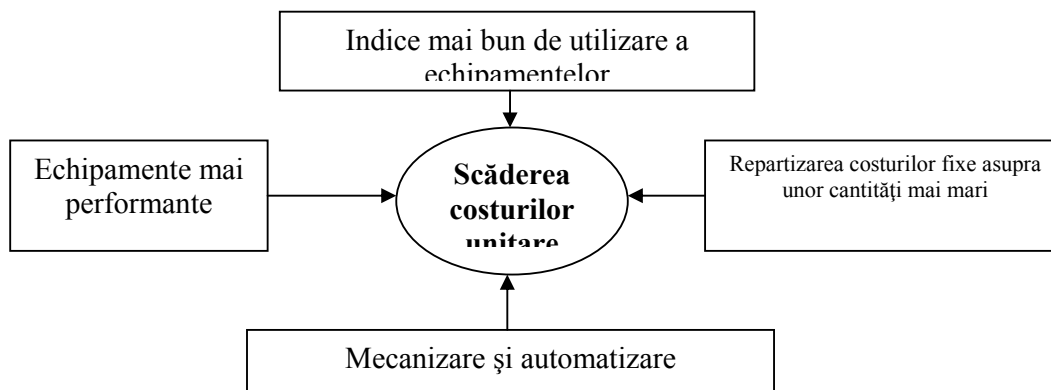 Indice mai bun de utilizare a
echipamentelor
Echipamente mai
performante
Scăderea
costurilor
unitare
Repartizarea costurilor fixe asupra
unor cantităţi mai mari
Mecanizare şi automatizare